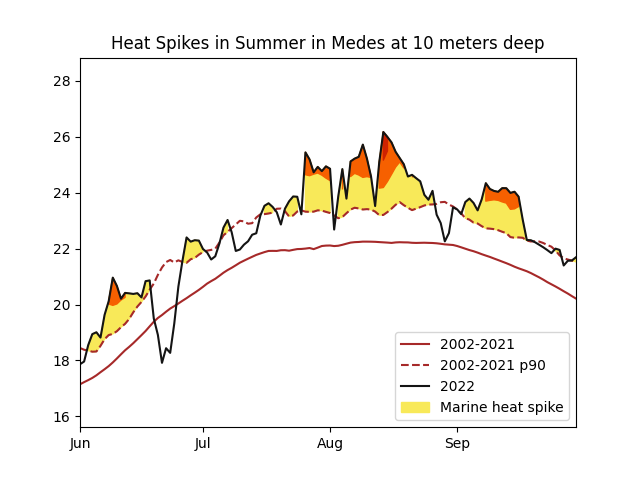 Heat Spikes in Summer in Medes at 10 meters deep
28
26
24
22
20
18
16
Jun
Jul
Aug
Sep
2002-2021
2002-2021 p90
2022
Marine heat spike